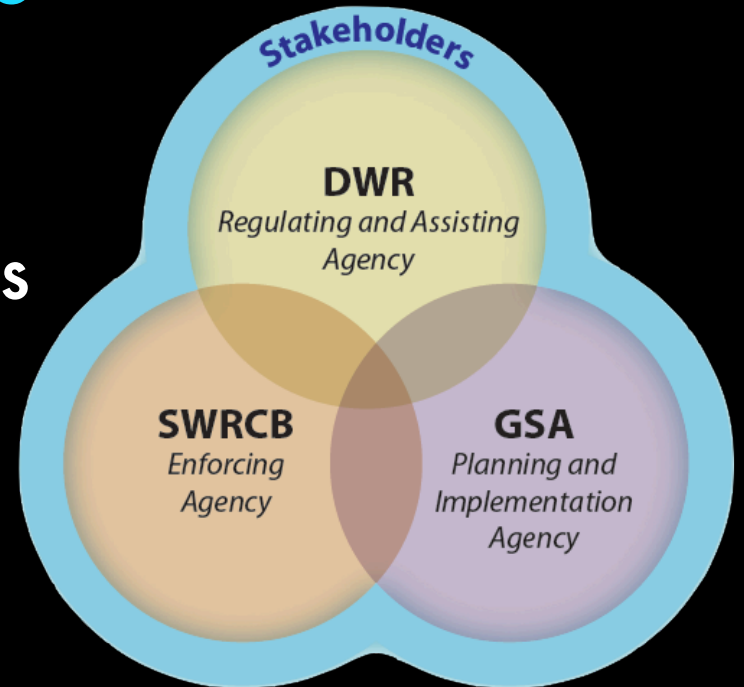 Stakeholders
DWR
Regulating and Assisting
Agency
s
SWRCB
Enforcing
Agency
GSA
Planning and
Implementation
Agency